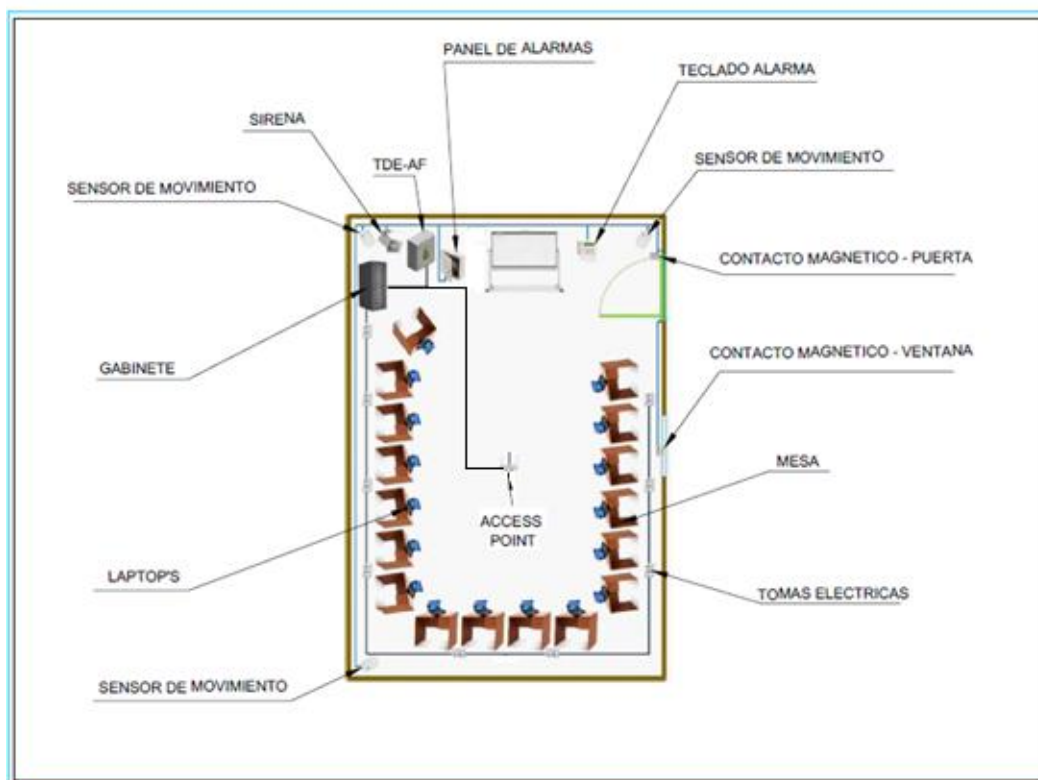 PANEL DE ALARMAS
TECLADO ALARMA
SIRENA
TDE-AF
SENSOR DE MOVIMIENTO
SENSOR DE MOVIMIENTO
CONTACTO MAGNETICO - PUERTA
GABINETE
CONTACTO MAGNETICO - VENTANA
MESA
ACCESS
POINT
LAPTOP'S
TOMAS ELECTRICAS
SENSOR DE MOVIMIENTO